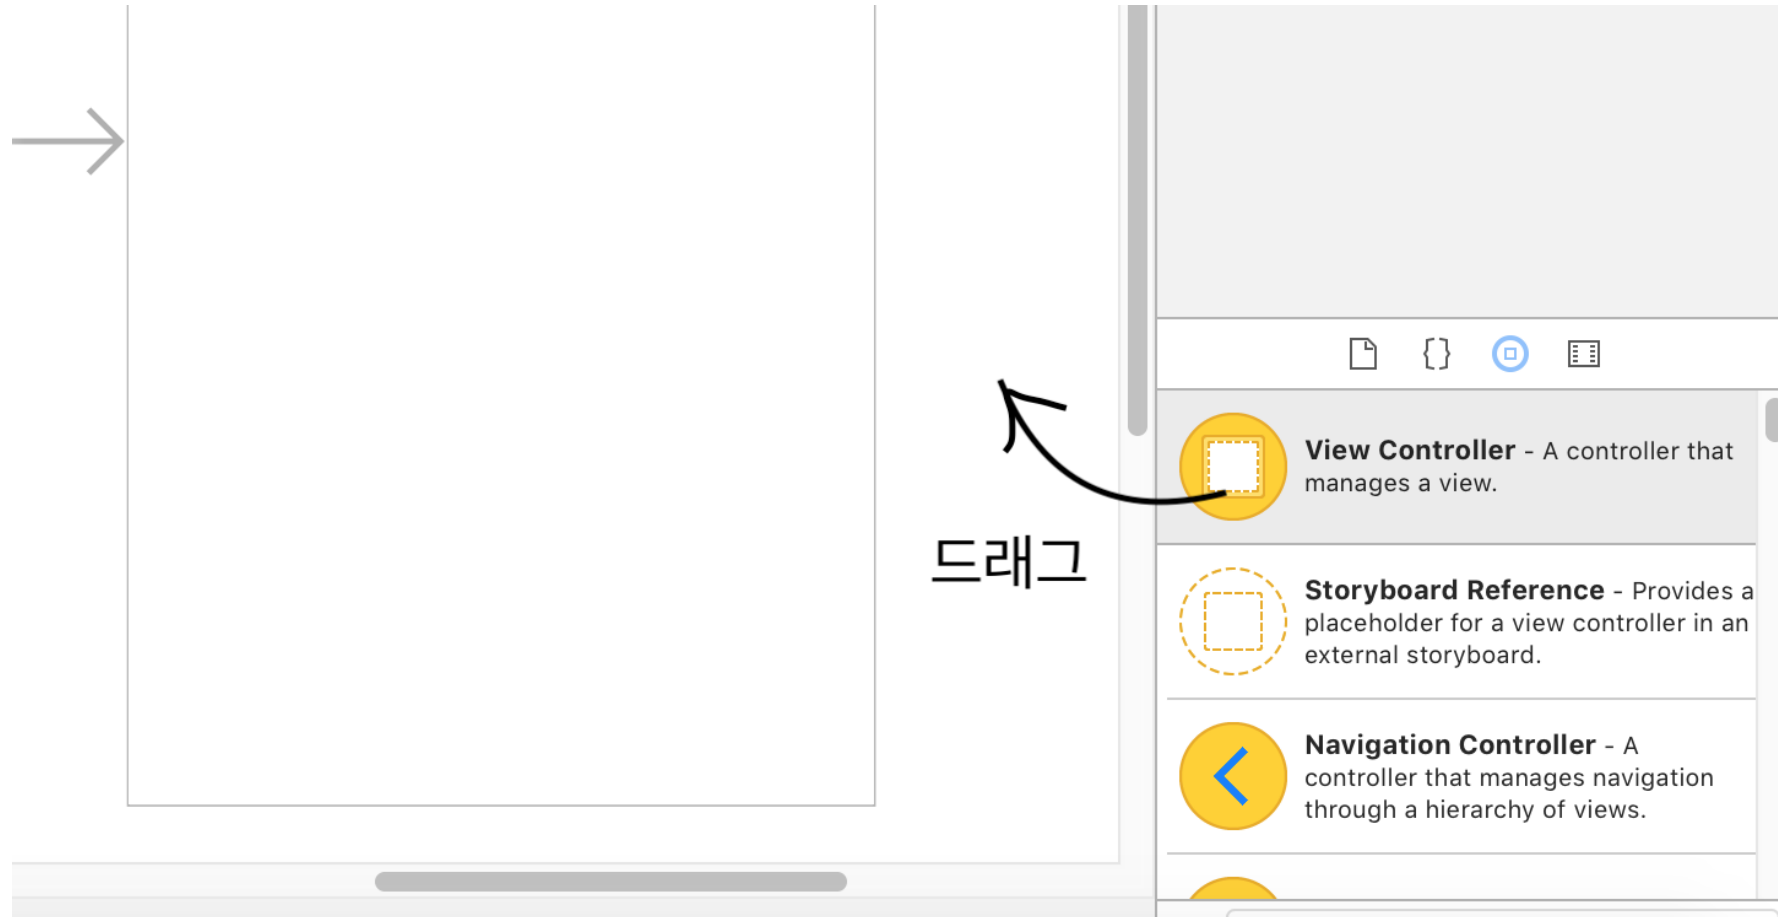 드래그
View Controller - A controller that
manages a view.
Storyboard Reference - Provides a
placeholder for a view controller in an
external storyboard.
Navigation Controller - A
controller that manages navigation
through a hierarchy of views.